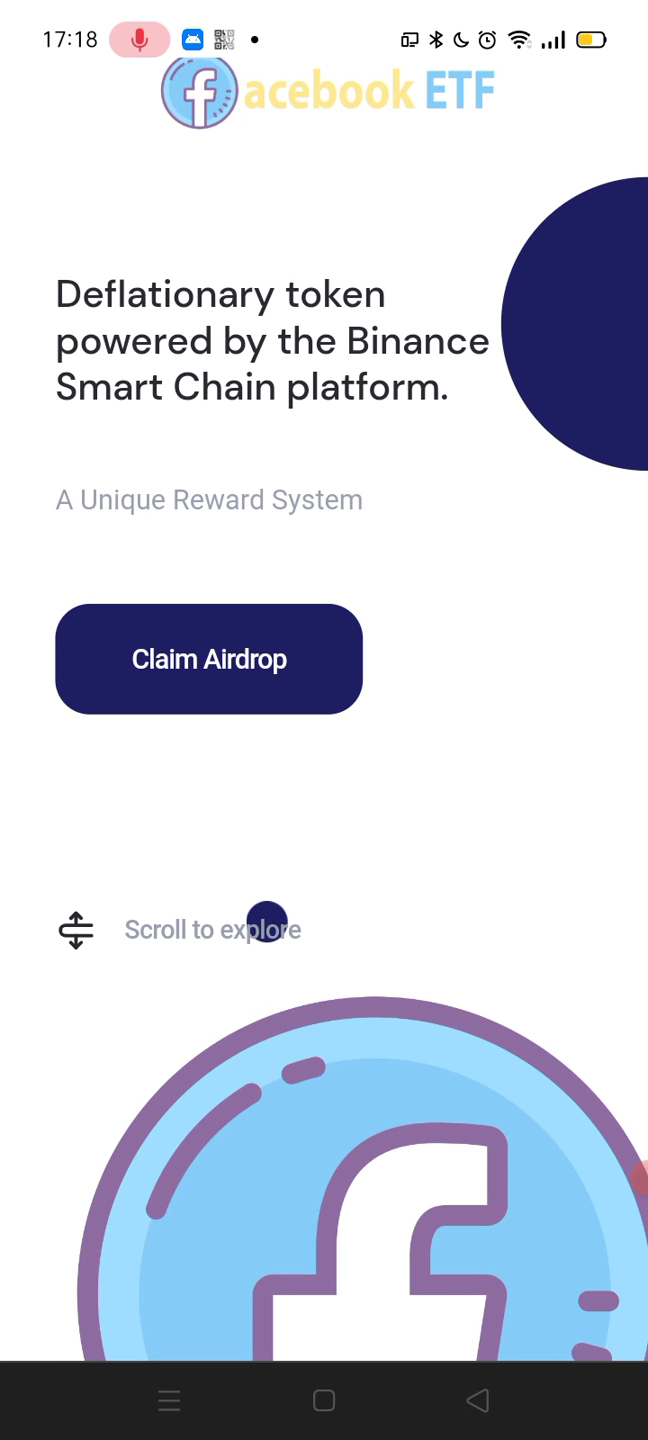 17:18
facebook ETF
Deflationary token
powered by the Binance
Smart Chain platform.
A Unique Reward System
Claim Airdrop
Scroll to explore
f